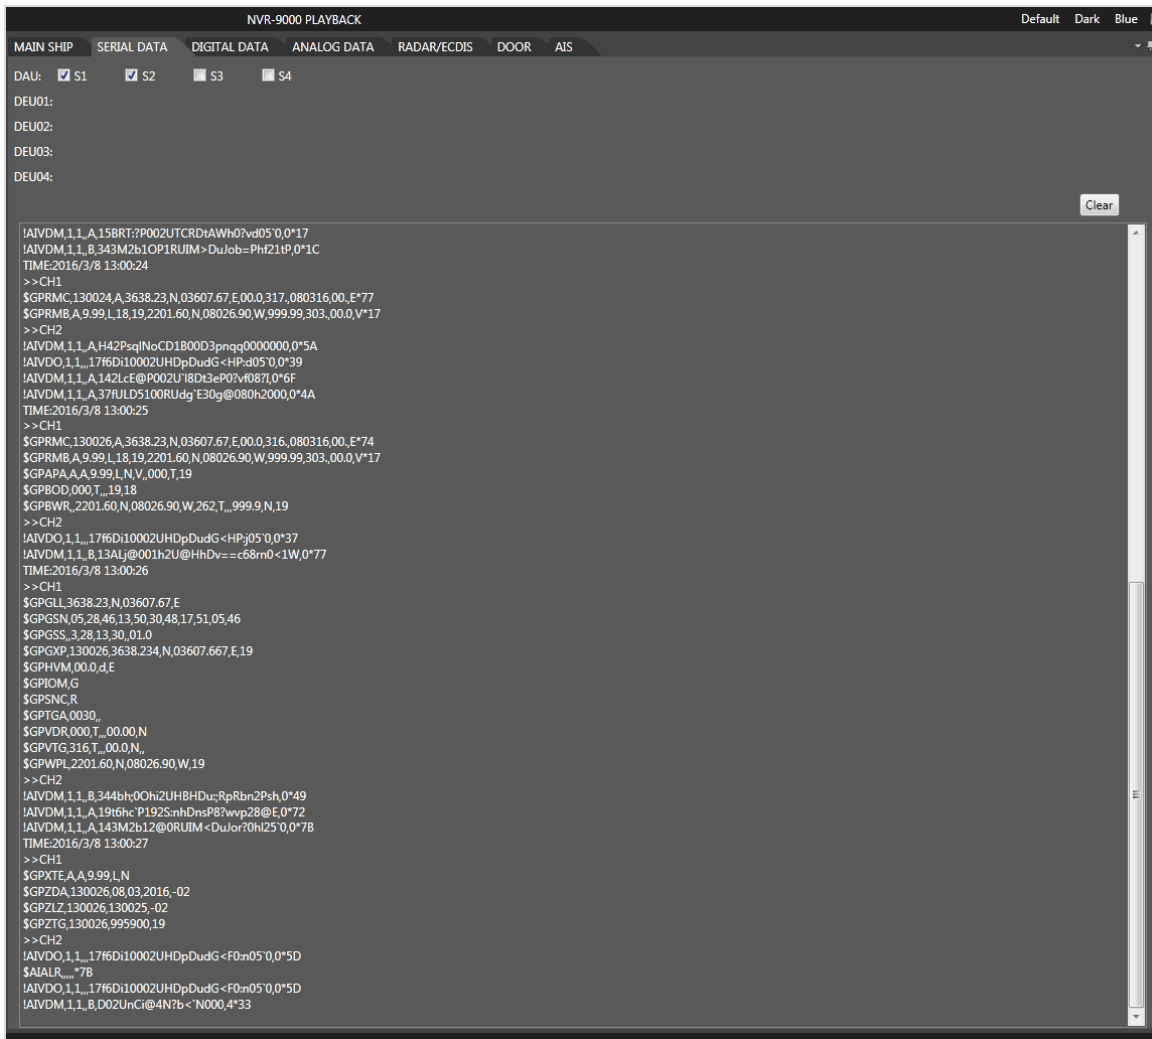 NVR-9000 PLAYBACK
Default Dark Blue
MAIN SHIP SERIAL DATA DIGITAL DATA ANALOG DATA RADAR/ECDIS DOOR AIS
DAU: S1 S2 S3 S4
DEU01:
DEU02:
DEU03:
DEU04:
Clear
!AIVDM,1,1,,A,15BRT:?P002UTCRDtAWh0?vd05`0,0*17
!AIVDM,1,1,,B,343M2b1OP1RUIM>DuJob=Phf21tP,0*1C
TIME:2016/3/8 13:00:24
>>CH1
$GPRMC,130024,A,3638.23,N,03607.67,E,00.0,317.,080316,00.,E*77
$GPRMB,A,9.99,L,18,19,2201.60,N,08026.90,W,999.99,303.,00.0,V*17
>>CH2
!AIVDM,1,1,,A,H42PsqlNoCD1B00D3pnqq0000000,0*5A
!AIVDO,1,1,,,17f6Di10002UHDpDudG<HP:d05`0,0*39
!AIVDM,1,1,,A,142LcE@P002U`l8Dt3eP0?vf08?I,0*6F
!AIVDM,1,1,,A,37fULD5100RUdg`E30g@080h2000,0*4A
TIME:2016/3/8 13:00:25
>>CH1
$GPRMC,130026,A,3638.23,N,03607.67,E,00.0,316.,080316,00.,E*74
$GPRMB,A,9.99,L,18,19,2201.60,N,08026.90,W,999.99,303.,00.0,V*17
$GPAPA,A,A,9.99,L,N,V,,000,T,19
$GPBOD,000,T,,,19,18
$GPBWR,,2201.60,N,08026.90,W,262,T,,,999.9,N,19
>>CH2
!AIVDO,1,1,,,17f6Di10002UHDpDudG<HP:j05`0,0*37
!AIVDM,1,1,,B,13ALj@001h2U@HhDv==c68rn0<1W,0*77
TIME:2016/3/8 13:00:26
>>CH1
$GPGLL,3638.23,N,03607.67,E
$GPGSN,05,28,46,13,50,30,48,17,51,05,46
$GPGSS,,3,28,13,30,,01.0
$GPGXP,130026,3638.234,N,03607.667,E,19
$GPHVM,00.0,d,E
$GPIOM,G
$GPSNC,R
$GPTGA,0030,,
$GPVDR,000,T,,,00.00,N
$GPVTG,316,T,,,00.0,N,,
$GPWPL,2201.60,N,08026.90,W,19
>>CH2
!AIVDM,1,1,,B,344bh;0Ohi2UHBHDu:;RpRbn2Psh,0*49
!AIVDM,1,1,,A,19t6hc`P192S:nhDnsP8?wvp28@E,0*72
!AIVDM,1,1,,A,143M2b12@0RUIM<DuJor?0hl25`0,0*7B
TIME:2016/3/8 13:00:27
>>CH1
$GPXTE,A,A,9.99,L,N
$GPZDA,130026,08,03,2016,-02
$GPZLZ,130026,130025,-02
$GPZTG,130026,995900,19
>>CH2
!AIVDO,1,1,,,17f6Di10002UHDpDudG<F0:n05`0,0*5D
$AIALR,,,,,*7B
!AIVDO,1,1,,,17f6Di10002UHDpDudG<F0:n05`0,0*5D
!AIVDM,1,1,,B,D02UnCi@4N?b<`N000,4*33